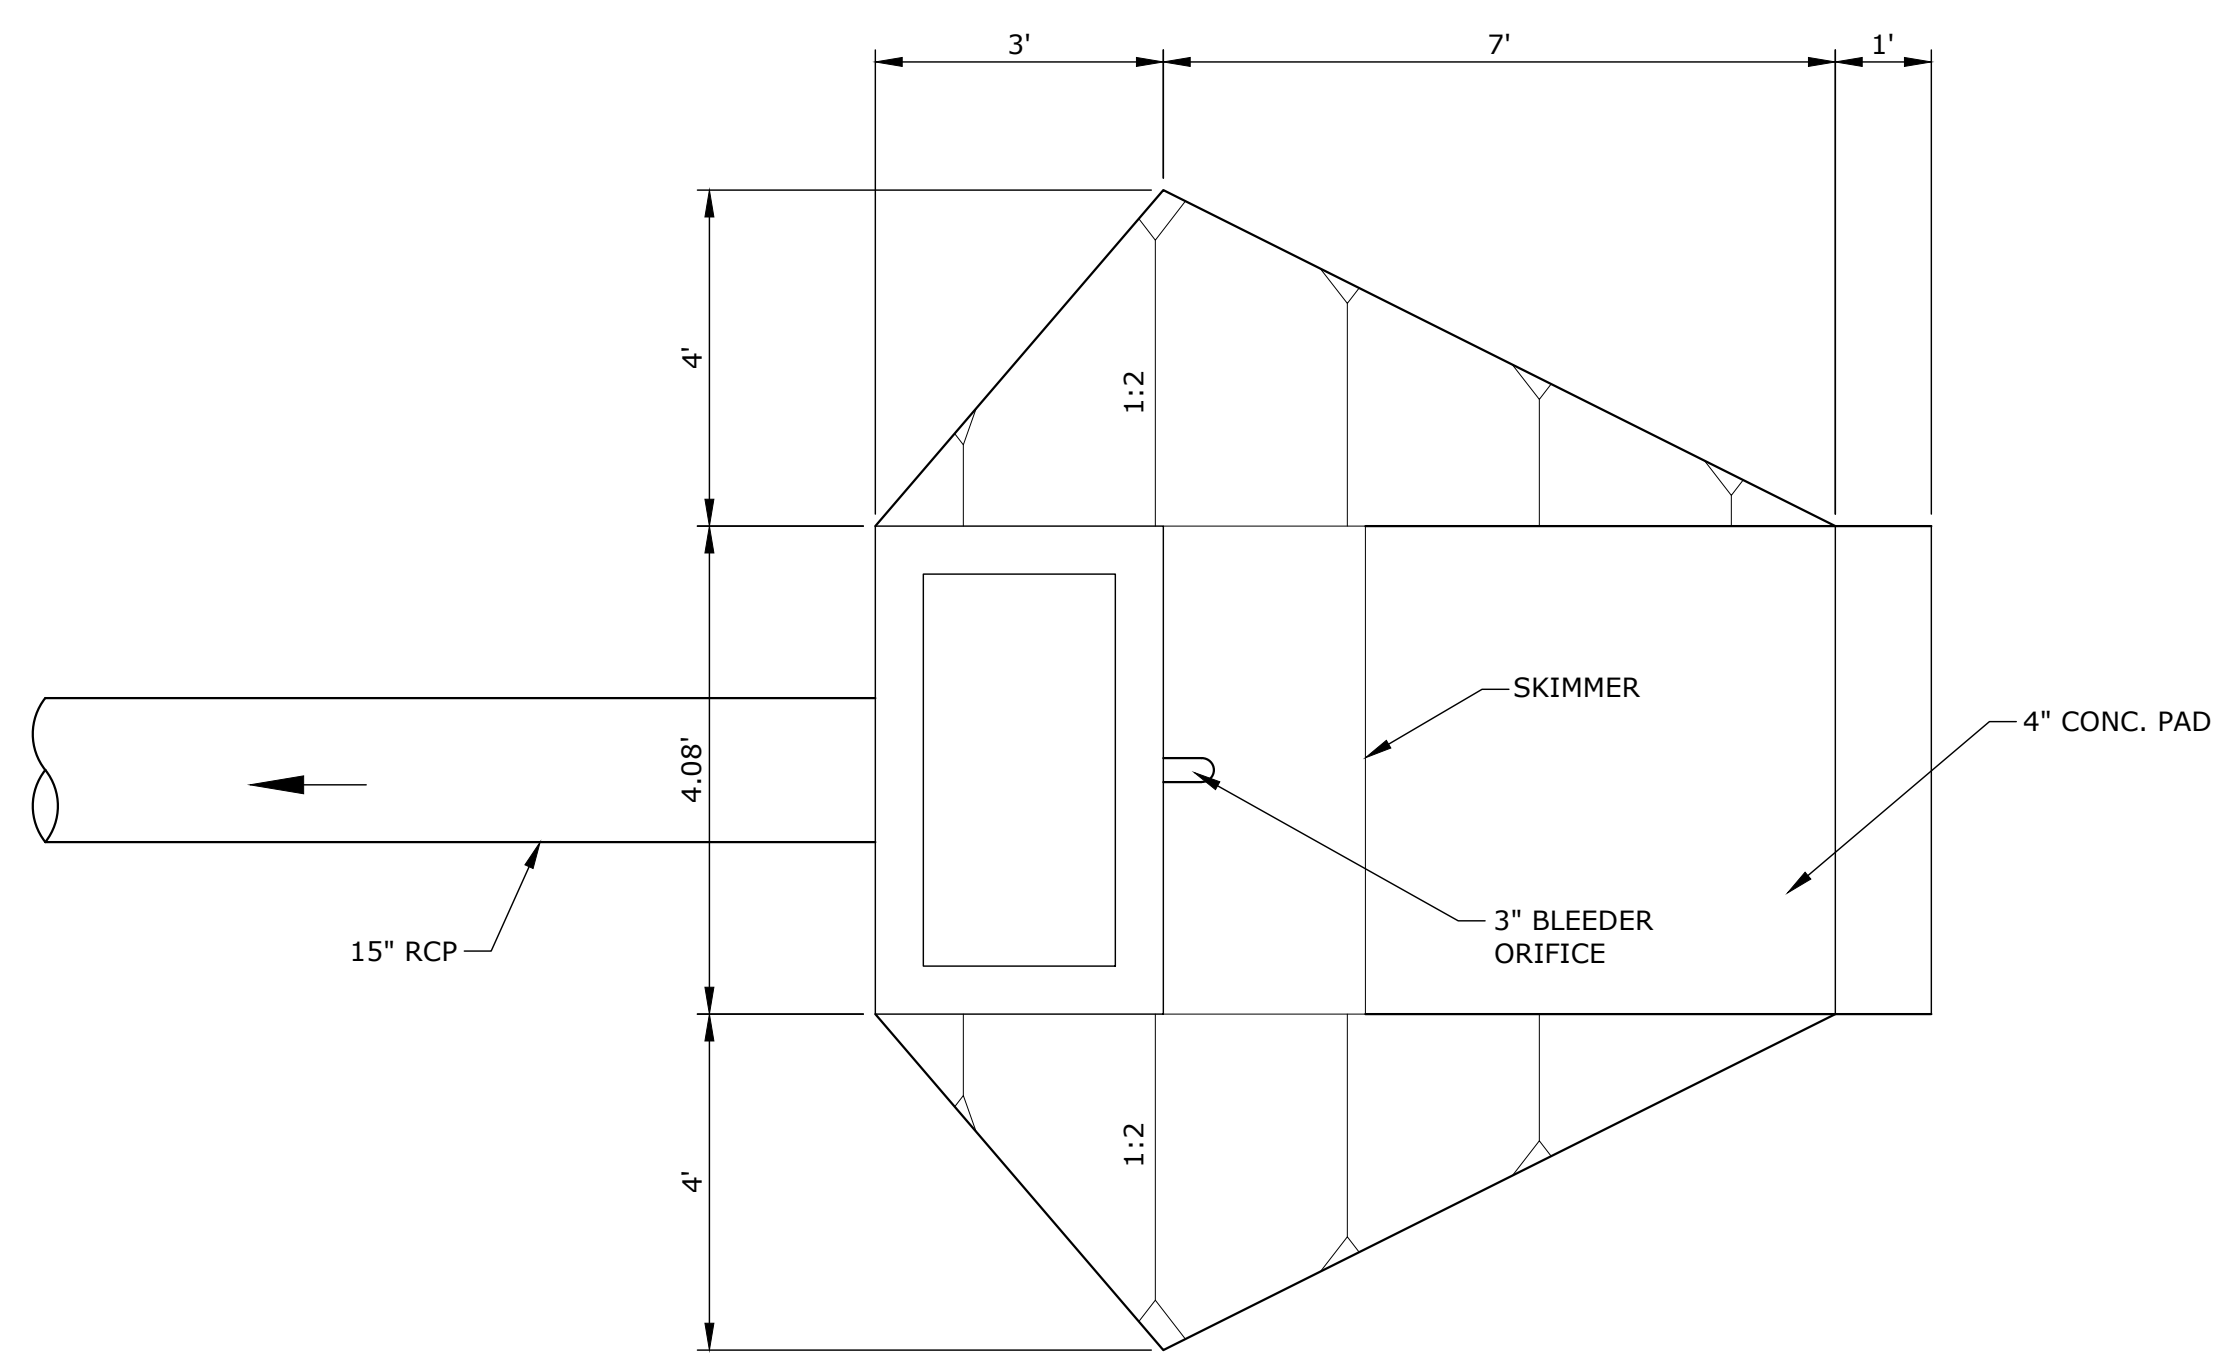 3'
7'
1'
4'
1:2
SKIMMER
4" CONC. PAD
4.08'
3" BLEEDER
ORIFICE
15" RCP
1:2
4'